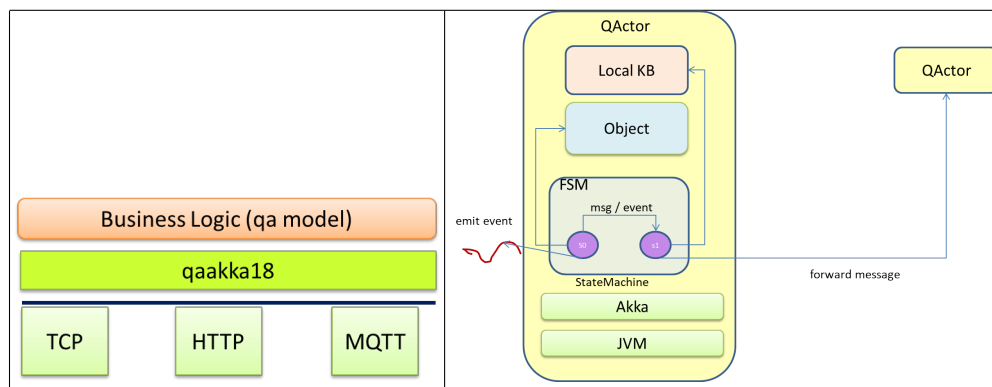 Business Logic (qa model)
qaakka18
TCP
HTTP
MQTT
QActor
Local KB
Object
FSM
msg / event
S0
s1
emit event
StateMachine
Akka
JVM
QActor
forward message